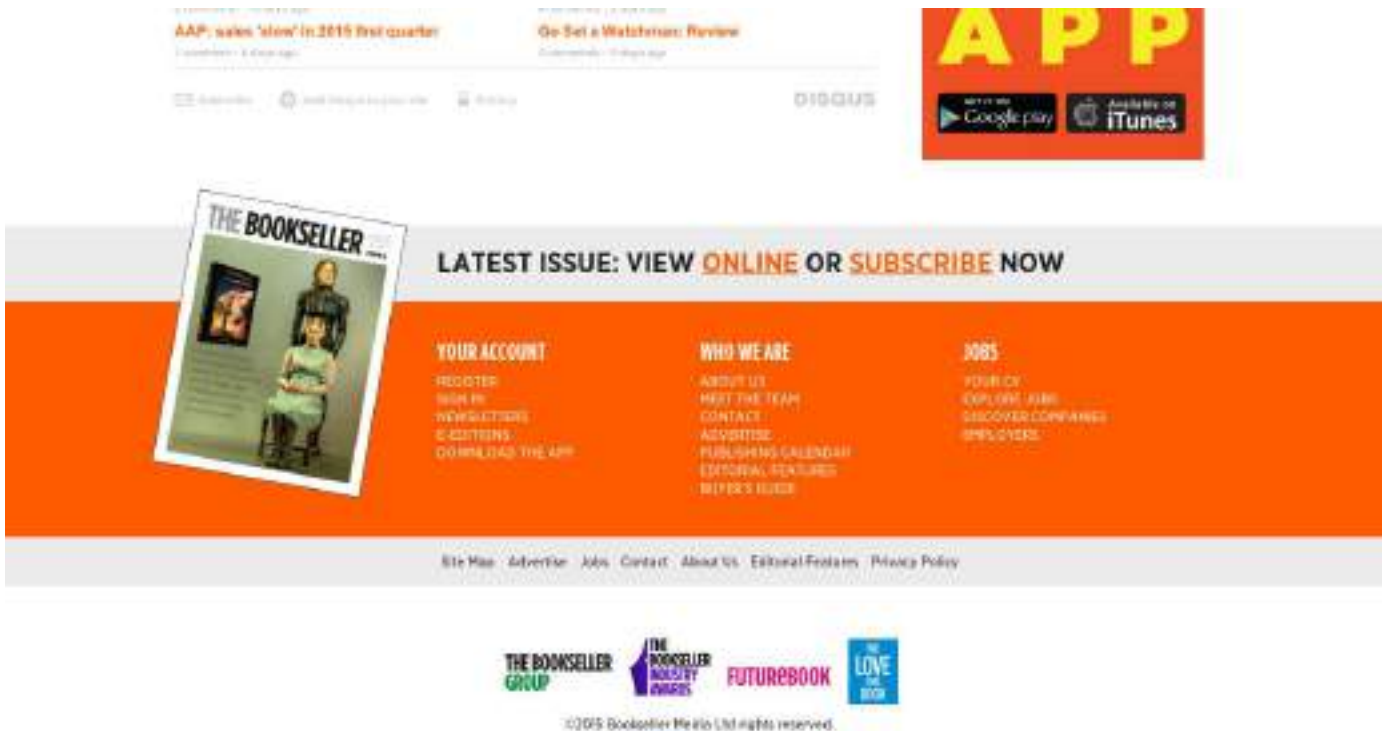 AAP: sales 'slow' in 2015 first quarter
Go Set a Watchman: Review
DISQUS
APP
GET IT ON
Google play
Available on
iTunes
THE BOOKSELLER
LATEST ISSUE: VIEW ONLINE OR SUBSCRIBE NOW
YOUR ACCOUNT
REGISTER
SIGN IN
NEWSLETTERS
E-EDITIONS
DOWNLOAD THE APP
WHO WE ARE
ABOUT US
MEET THE TEAM
CONTACT
ADVERTISE
PUBLISHING CALENDAR
EDITORIAL FEATURES
BUYER'S GUIDE
JOBS
YOUR CV
EXPLORE JOBS
DISCOVER COMPANIES
EMPLOYERS
Site Map Advertise Jobs Contact About Us Editorial Features Privacy Policy
THE BOOKSELLER
GROUP
THE
BOOKSELLER
INDUSTRY
AWARDS
FUTUREBOOK
LOVE
BOOK
©2015 Bookseller Media Ltd rights reserved.